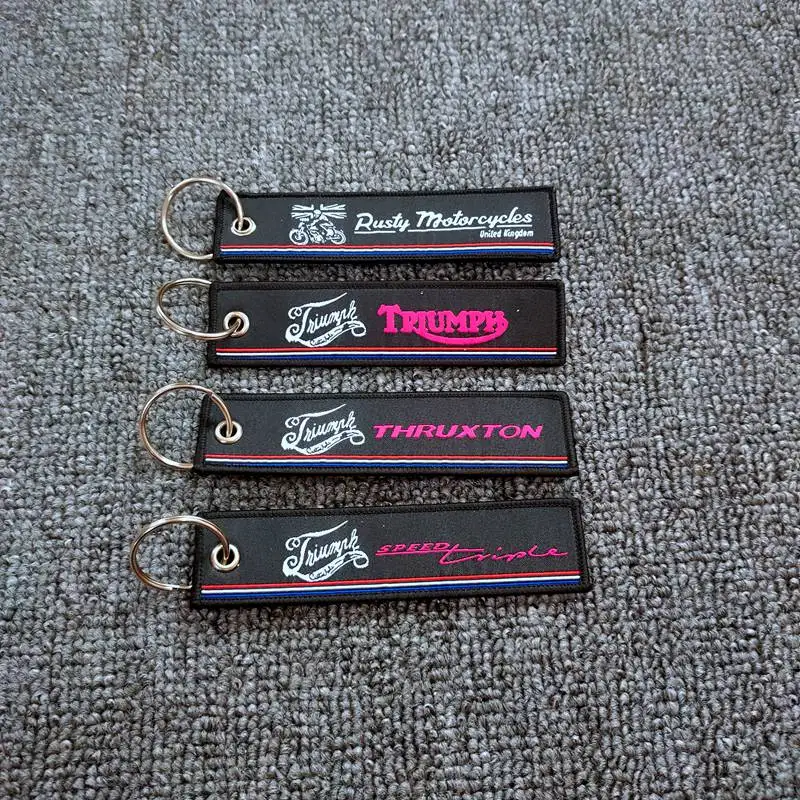 Rusty Motorcycles
United Kingdom
Triumph TRIUMPH
Triumph THRUXTON
Triumph SPEED triple